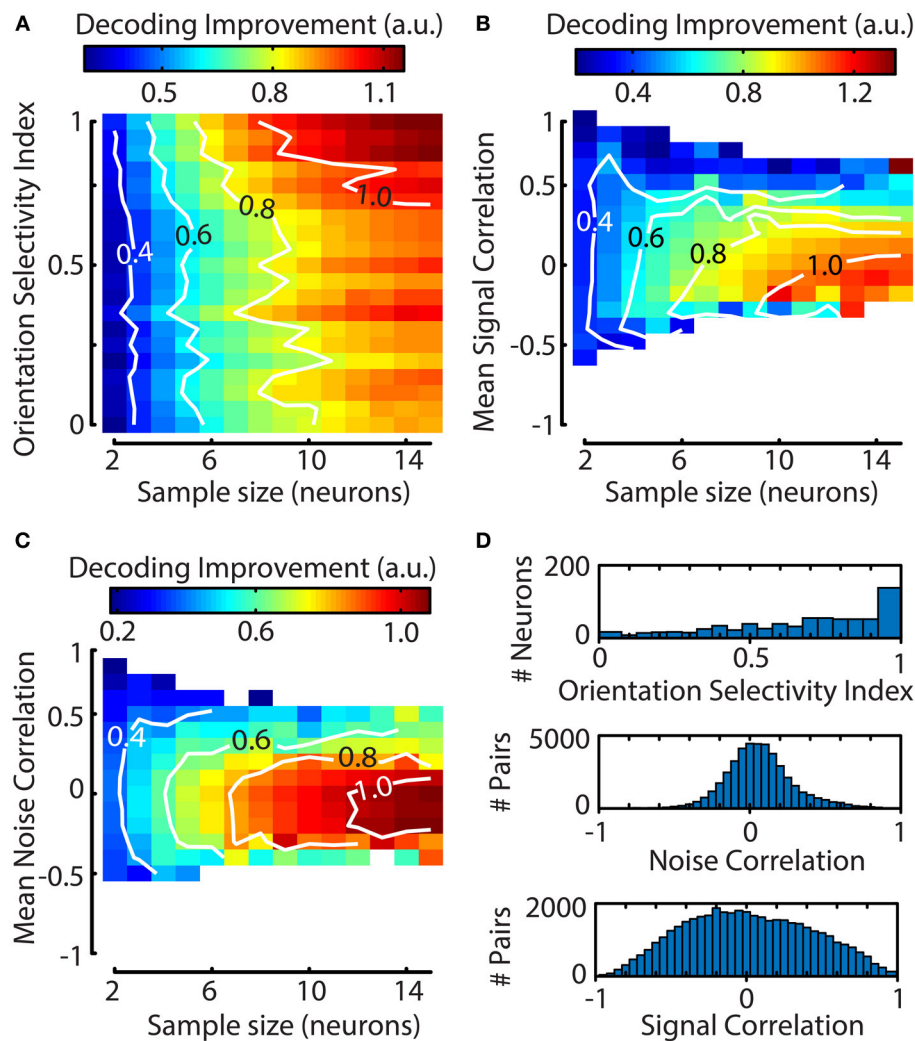 A
Decoding Improvement (a.u.)
0.5 0.8 1.1
Orientation Selectivity Index
1
0.5
0
0.4
0.6
0.8
1.0
2 6 10 14
Sample size (neurons)
B
Decoding Improvement (a.u.)
0.4 0.8 1.2
Mean Signal Correlation
1
0.5
0
-0.5
-1
0.4
0.6
0.8
1.0
2 6 10 14
Sample size (neurons)
C
Decoding Improvement (a.u.)
0.2 0.6 1.0
Mean Noise Correlation
1
0.5
0
-0.5
-1
0.4
0.6
0.8
1.0
2 6 10 14
Sample size (neurons)
D
# Neurons
200
0
0 0.5 1
Orientation Selectivity Index
# Pairs
5000
0
-1 0 1
Noise Correlation
# Pairs
2000
0
-1 0 1
Signal Correlation